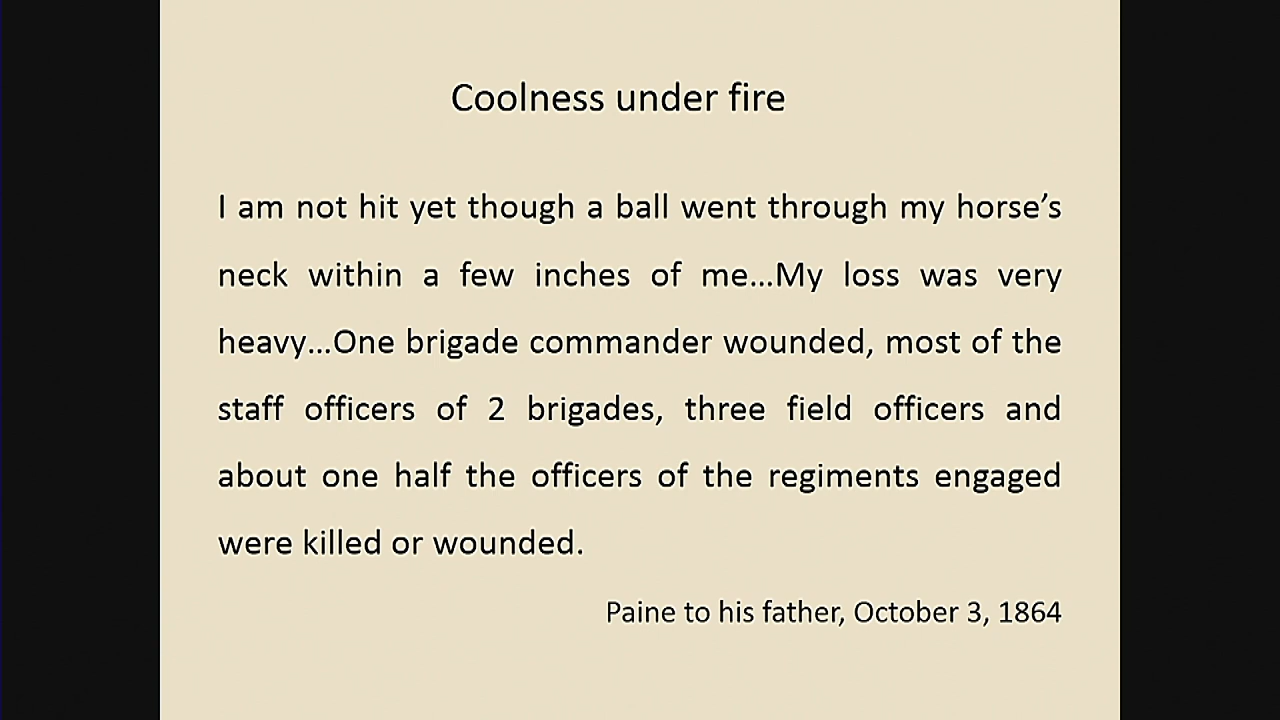 Coolness under fire
I am not hit yet though a ball went through my horse’s
neck within a few inches of me…My loss was very
heavy…One brigade commander wounded, most of the
staff officers of 2 brigades, three field officers and
about one half the officers of the regiments engaged
were killed or wounded.
Paine to his father, October 3, 1864